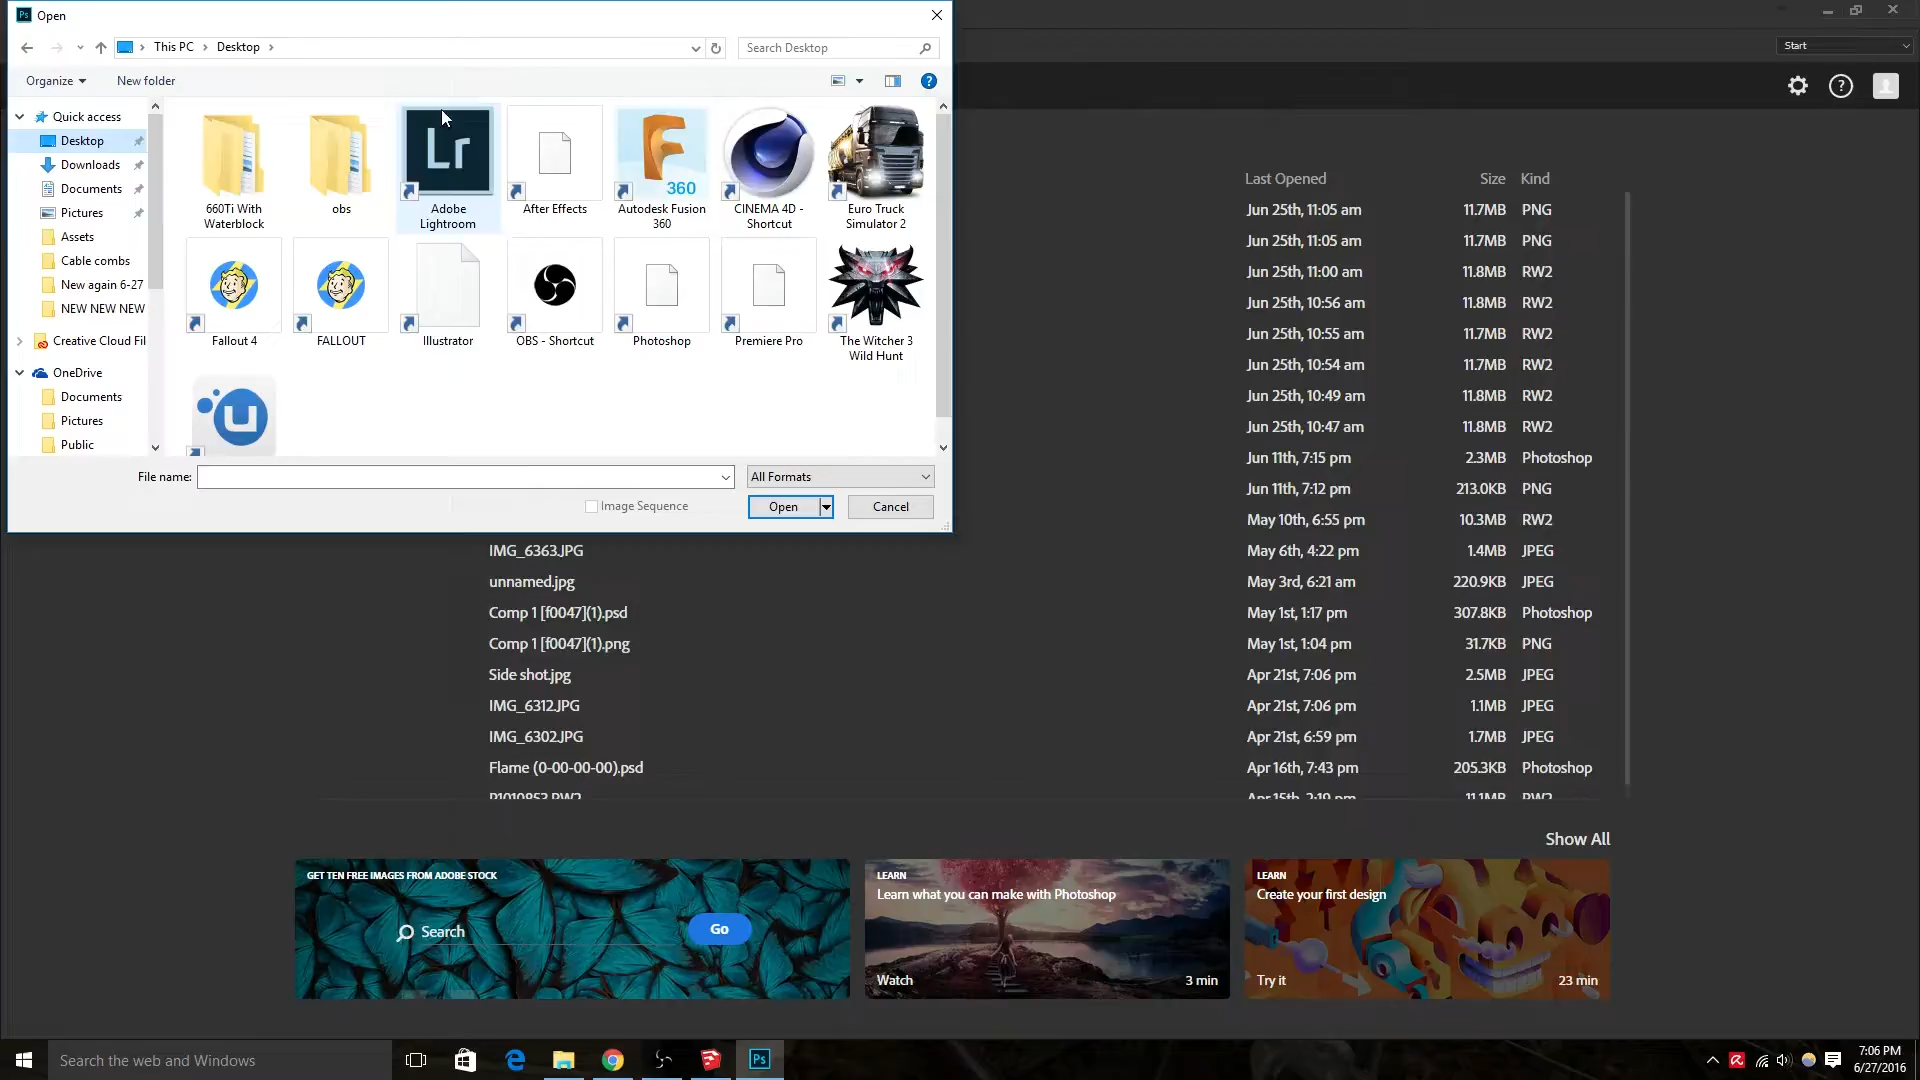 Ps Open
This PC > Desktop >
Search Desktop
Start
Organize
New folder
Quick access
Desktop
Downloads
Documents
Pictures
Assets
Cable combs
New again 6-27
NEW NEW NEW
Creative Cloud Fil
OneDrive
Documents
Pictures
Public
Lr
360
660Ti With
Waterblock
obs
Adobe
Lightroom
After Effects
Autodesk Fusion
360
CINEMA 4D -
Shortcut
Euro Truck
Simulator 2
Fallout 4
FALLOUT
Illustrator
OBS - Shortcut
Photoshop
Premiere Pro
The Witcher 3
Wild Hunt
File name:
All Formats
Image Sequence
Open
Cancel
Last Opened Size Kind
Jun 25th, 11:05 am 11.7MB PNG
Jun 25th, 11:05 am 11.7MB PNG
Jun 25th, 11:00 am 11.8MB RW2
Jun 25th, 10:56 am 11.8MB RW2
Jun 25th, 10:55 am 11.7MB RW2
Jun 25th, 10:54 am 11.7MB RW2
Jun 25th, 10:49 am 11.8MB RW2
Jun 25th, 10:47 am 11.8MB RW2
Jun 11th, 7:15 pm 2.3MB Photoshop
Jun 11th, 7:12 pm 213.0KB PNG
May 10th, 6:55 pm 10.3MB RW2
IMG_6363.JPG May 6th, 4:22 pm 1.4MB JPEG
unnamed.jpg May 3rd, 6:21 am 220.9KB JPEG
Comp 1 [f0047](1).psd May 1st, 1:17 pm 307.8KB Photoshop
Comp 1 [f0047](1).png May 1st, 1:04 pm 31.7KB PNG
Side shot.jpg Apr 21st, 7:06 pm 2.5MB JPEG
IMG_6312.JPG Apr 21st, 7:06 pm 1.1MB JPEG
IMG_6302.JPG Apr 21st, 6:59 pm 1.7MB JPEG
Flame (0-00-00-00).psd Apr 16th, 7:43 pm 205.3KB Photoshop
P1010853.RW2 Apr 15th, 2:19 pm 11.1MB RW2
Show All
GET TEN FREE IMAGES FROM ADOBE STOCK
Search
Go
LEARN
Learn what you can make with Photoshop
Watch 3 min
LEARN
Create your first design
Try it 23 min
Search the web and Windows
Ps
7:06 PM
6/27/2016